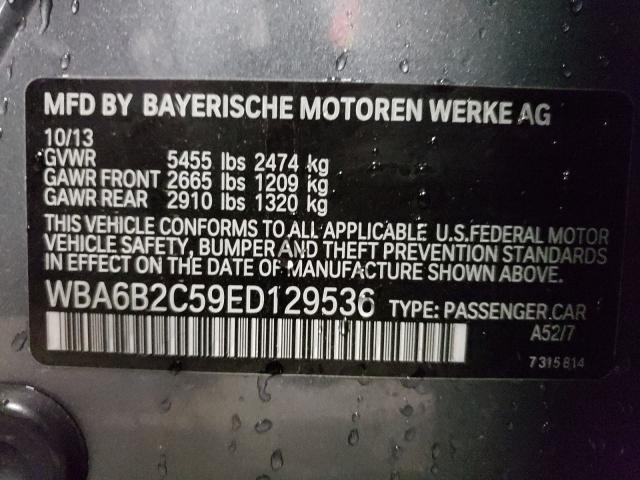 MFD BY BAYERISCHE MOTOREN WERKE AG
10/13
GVWR 5455 lbs 2474 kg
GAWR FRONT 2665 lbs 1209 kg
GAWR REAR 2910 lbs 1320 kg
THIS VEHICLE CONFORMS TO ALL APPLICABLE U.S.FEDERAL MOTOR
VEHICLE SAFETY, BUMPER AND THEFT PREVENTION STANDARDS
IN EFFECT ON THE DATE OF MANUFACTURE SHOWN ABOVE.
WBA6B2C59ED129536 TYPE: PASSENGER.CAR
A52/7
7315814